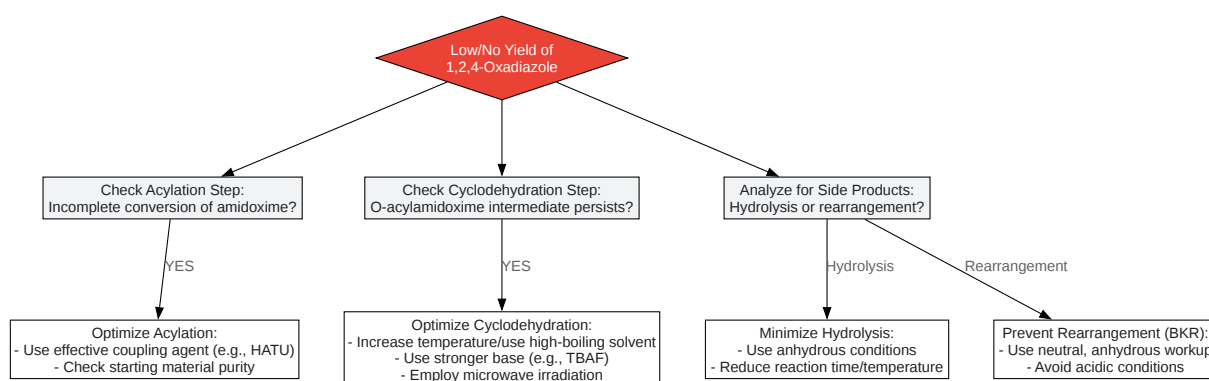 Low/No Yield of
1,2,4-Oxadiazole
Check Acylation Step:
Incomplete conversion of amidoxime?
Check Cyclodehydration Step:
O-acylamidoxime intermediate persists?
Analyze for Side Products:
Hydrolysis or rearrangement?
YES
YES
Hydrolysis
Rearrangement
Optimize Acylation:
- Use effective coupling agent (e.g., HATU)
- Check starting material purity
Optimize Cyclodehydration:
- Increase temperature/use high-boiling solvent
- Use stronger base (e.g., TBAF)
- Employ microwave irradiation
Minimize Hydrolysis:
- Use anhydrous conditions
- Reduce reaction time/temperature
Prevent Rearrangement (BKR):
- Use neutral, anhydrous workup
- Avoid acidic conditions